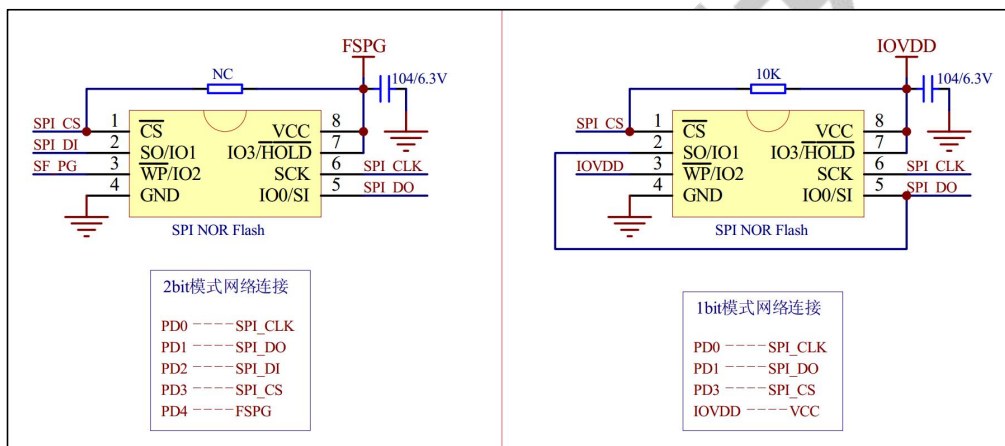 FSPG
NC
104/6.3V
SPI_CS
1
CS
VCC
8
SPI_DI
2
SO/IO1
IO3/HOLD
7
SF_PG
3
WP/IO2
SCK
6
SPI_CLK
4
GND
IO0/SI
5
SPI_DO
SPI NOR Flash
2bit模式网络连接
PD0 ----SPI_CLK
PD1 ----SPI_DO
PD2 ----SPI_DI
PD3 ----SPI_CS
PD4 ----FSPG
IOVDD
10K
104/6.3V
SPI_CS
1
CS
VCC
8
2
SO/IO1
IO3/HOLD
7
IOVDD
3
WP/IO2
SCK
6
SPI_CLK
4
GND
IO0/SI
5
SPI_DO
SPI NOR Flash
1bit模式网络连接
PD0 ----SPI_CLK
PD1 ----SPI_DO
PD3 ----SPI_CS
IOVDD ----VCC